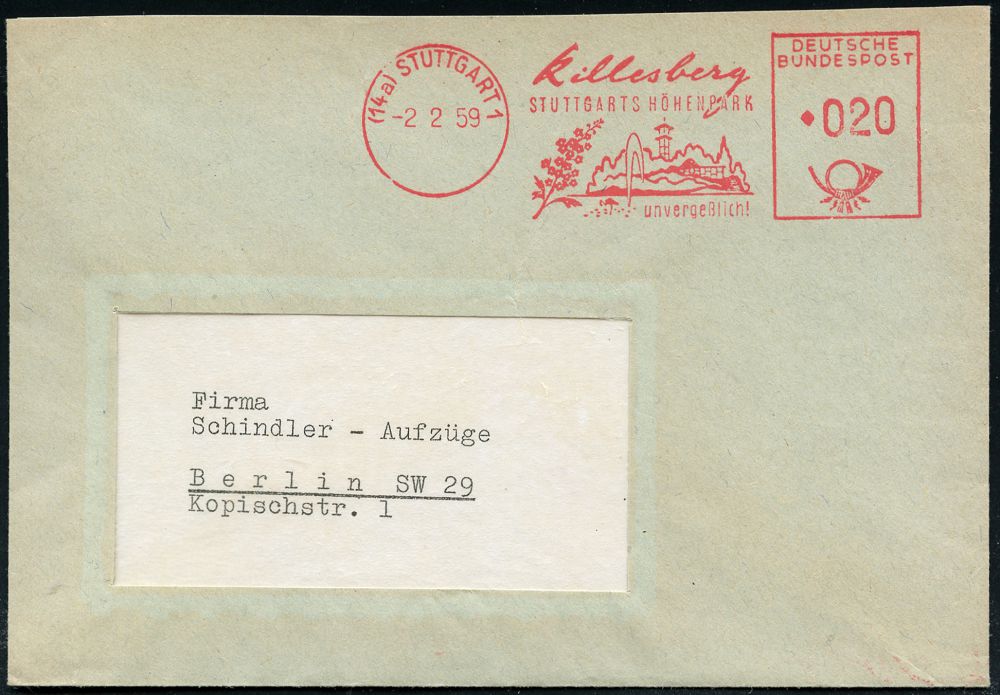 (14a) STUTTGART 1
-2 2 59
Killesberg
STUTTGARTS HÖHENPARK
unvergeßlich!
DEUTSCHE
BUNDESPOST
020
Firma
Schindler - Aufzüge
Berlin SW 29
Kopischstr. 1